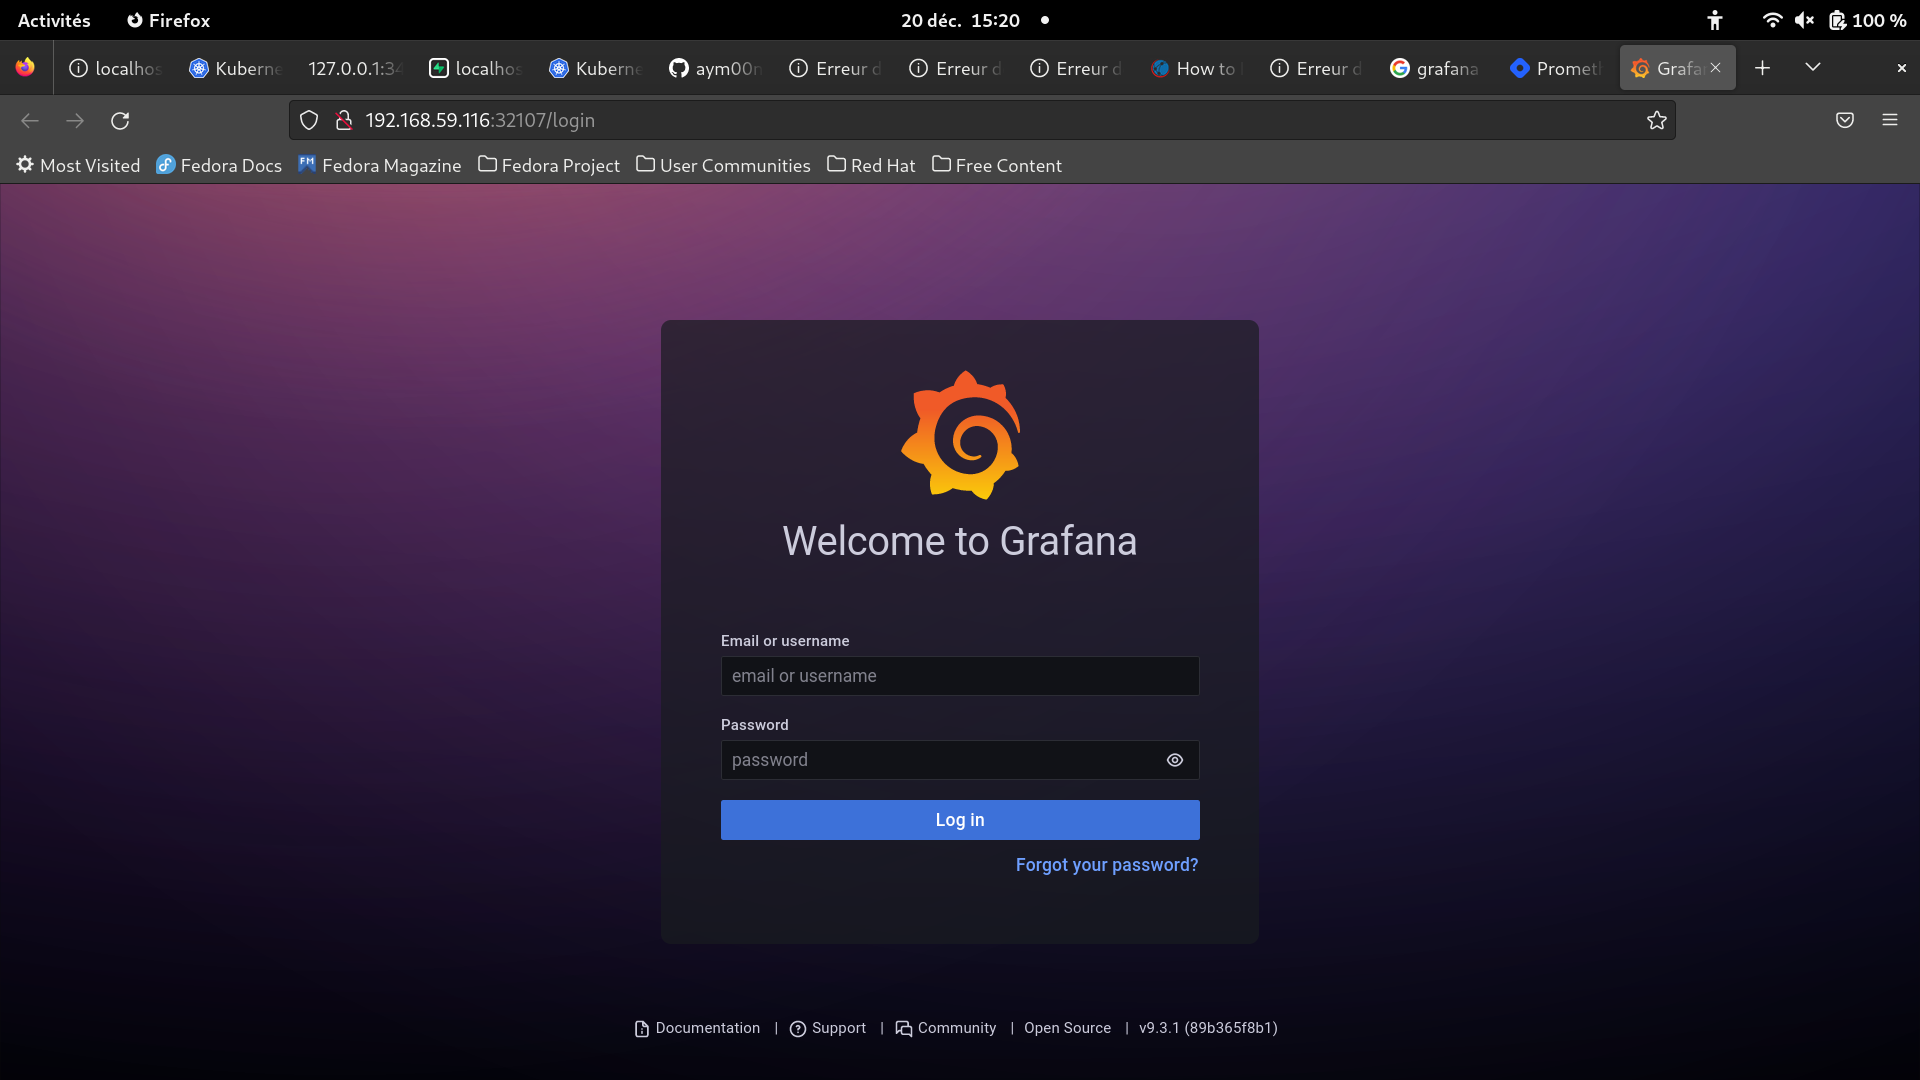 Activités Firefox 20 déc. 15:20 100 %
localhos Kuberne 127.0.0.1:34 localhos Kuberne aym00n Erreur d Erreur d Erreur d How to Erreur d grafana Prometh Grafan
192.168.59.116:32107/login
Most Visited Fedora Docs Fedora Magazine Fedora Project User Communities Red Hat Free Content
Welcome to Grafana
Email or username
email or username
Password
password
Log in
Forgot your password?
Documentation | Support | Community | Open Source | v9.3.1 (89b365f8b1)